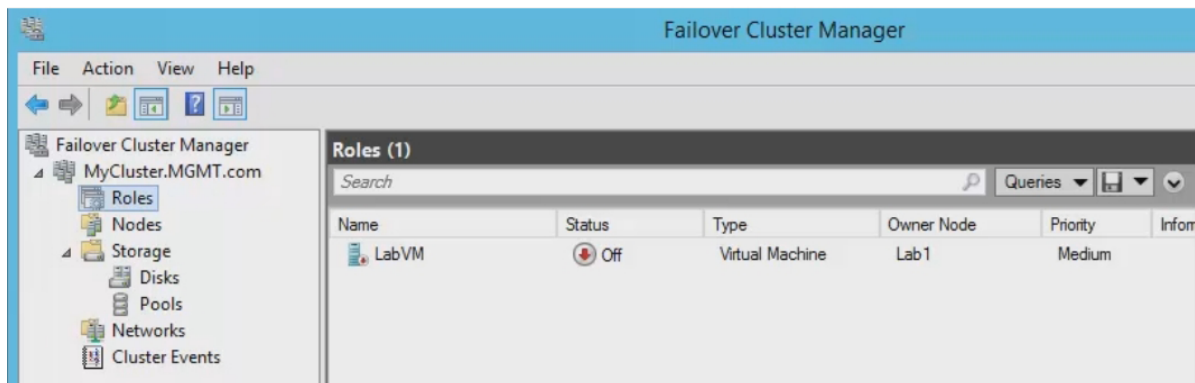 Failover Cluster Manager
File Action View Help
Failover Cluster Manager
MyCluster.MGMT.com
Roles
Nodes
Storage
Disks
Pools
Networks
Cluster Events
Roles (1)
Search
Queries
Name Status Type Owner Node Priority Inform
LabVM Off Virtual Machine Lab1 Medium